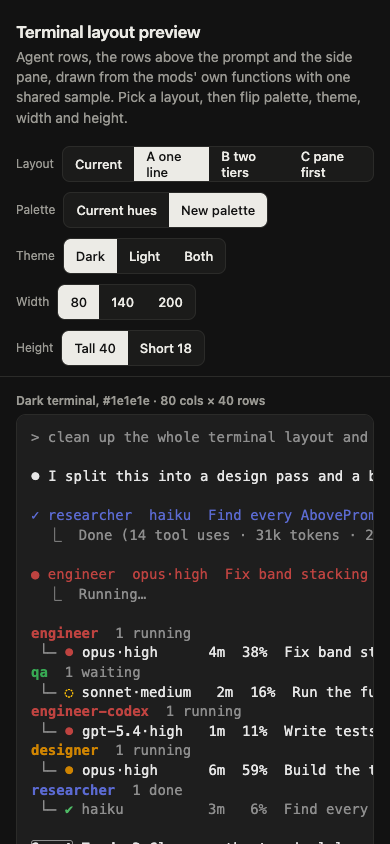 Terminal layout preview
Agent rows, the rows above the prompt and the side
pane, drawn from the mods' own functions with one
shared sample. Pick a layout, then flip palette, theme,
width and height.
Layout Current A one line B two tiers C pane first
Palette Current hues New palette
Theme Dark Light Both
Width 80 140 200
Height Tall 40 Short 18
Dark terminal, #1e1e1e · 80 cols × 40 rows
> clean up the whole terminal layout and
● I split this into a design pass and a b
✓ researcher haiku Find every AboveProm
⎿ Done (14 tool uses · 31k tokens · 2
● engineer opus·high Fix band stacking
⎿ Running…
engineer 1 running
└─ ● opus·high 4m 38% Fix band st
qa 1 waiting
└─ ◌ sonnet·medium 2m 16% Run the fu
engineer-codex 1 running
└─ ● gpt-5.4·high 1m 11% Write tests
designer 1 running
└─ ● opus·high 6m 59% Build the t
researcher 1 done
└─ ✓ haiku 3m 6% Find every